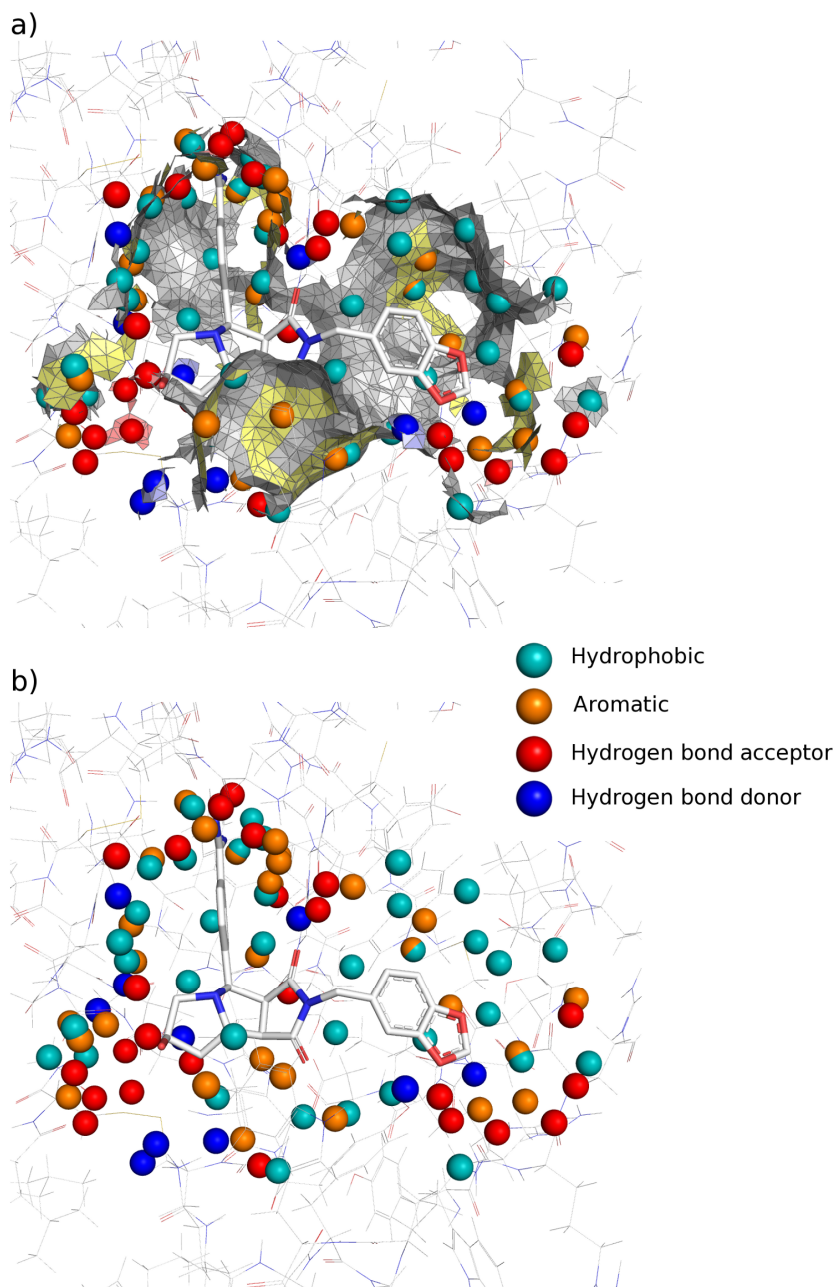 a)
Hydrophobic
b)
Aromatic
Hydrogen bond acceptor
Hydrogen bond donor